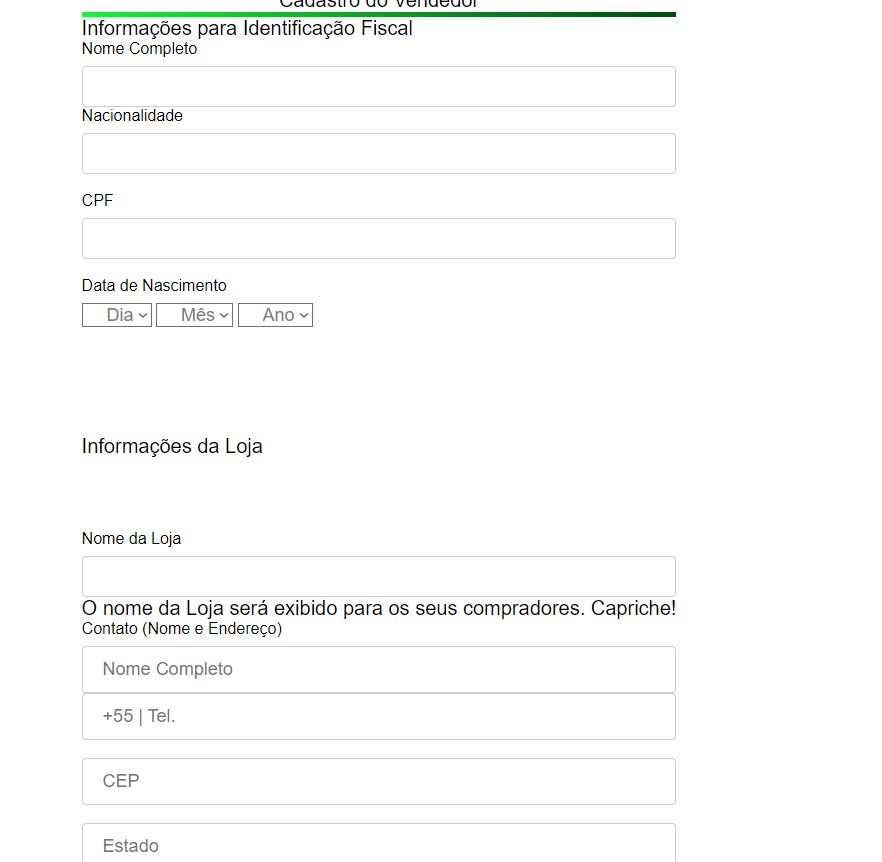 Cadastro do Vendedor
Informações para Identificação Fiscal
Nome Completo
Nacionalidade
CPF
Data de Nascimento
Dia Mês Ano
Informações da Loja
Nome da Loja
O nome da Loja será exibido para os seus compradores. Capriche!
Contato (Nome e Endereço)
Nome Completo
+55 | Tel.
CEP
Estado